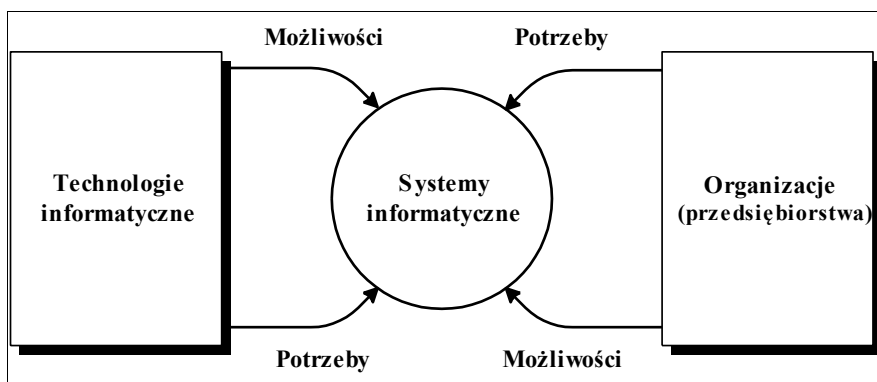 Możliwości
Potrzeby
Technologie
informatyczne
Systemy
informatyczne
Organizacje
(przedsiębiorstwa)
Potrzeby
Możliwości